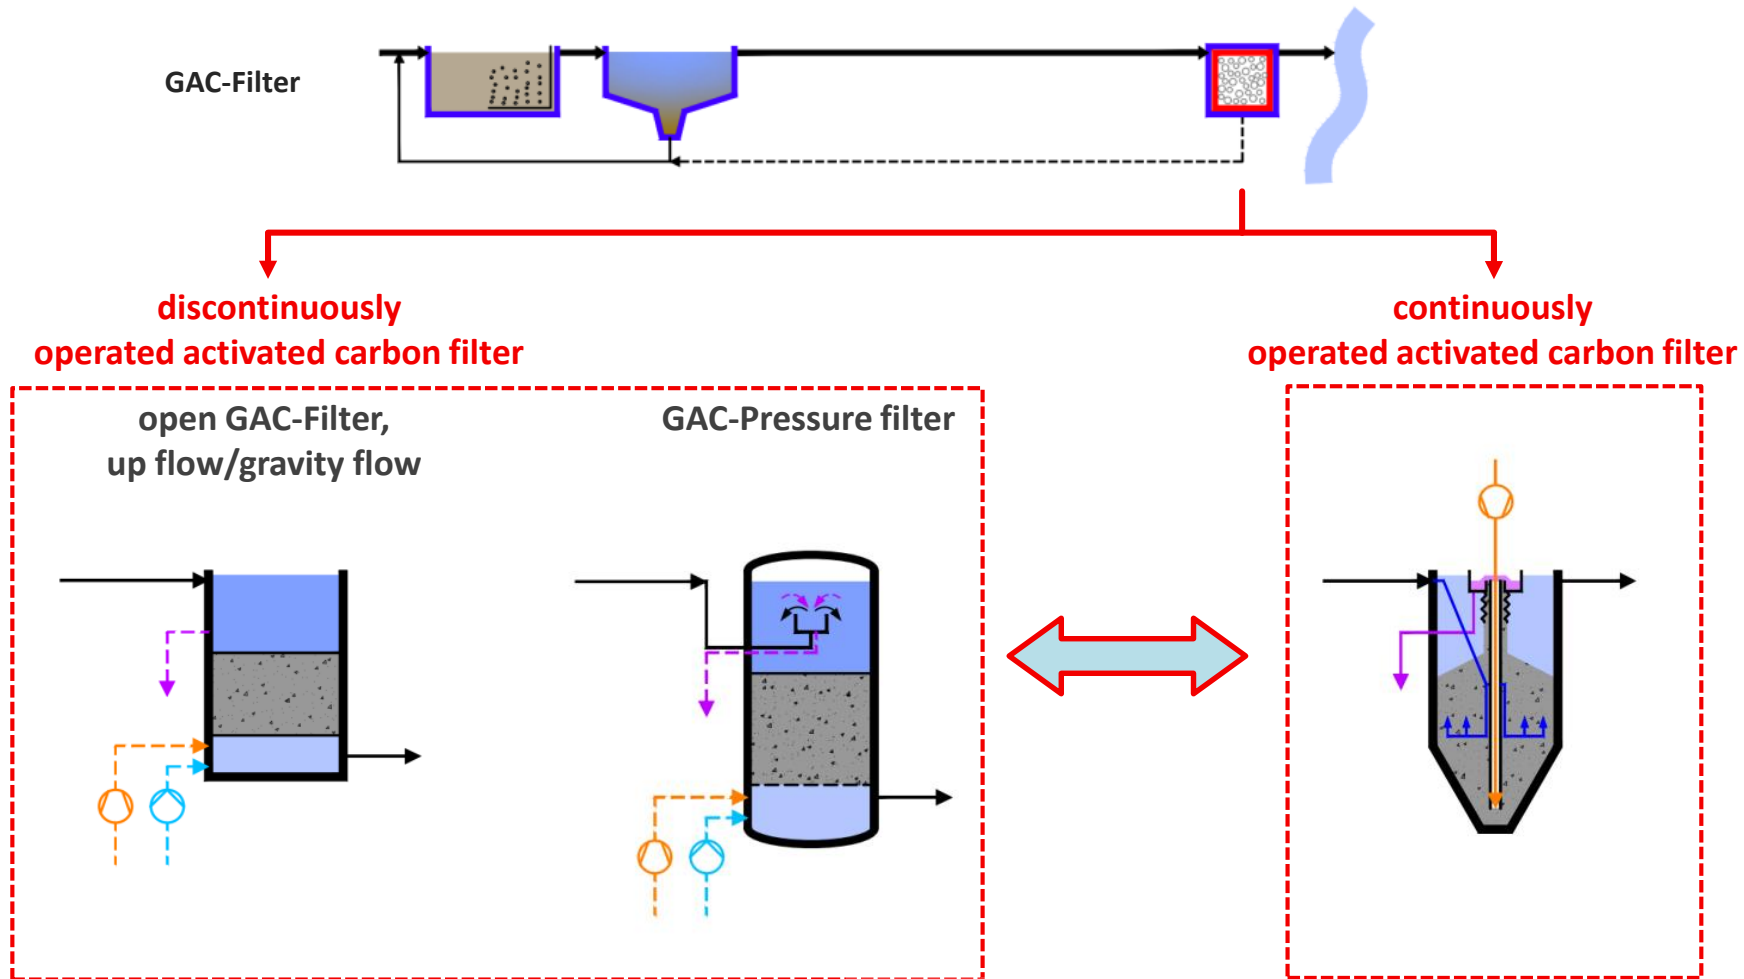 GAC-Filter
discontinuously
operated activated carbon filter
continuously
operated activated carbon filter
open GAC-Filter,
up flow/gravity flow
GAC-Pressure filter